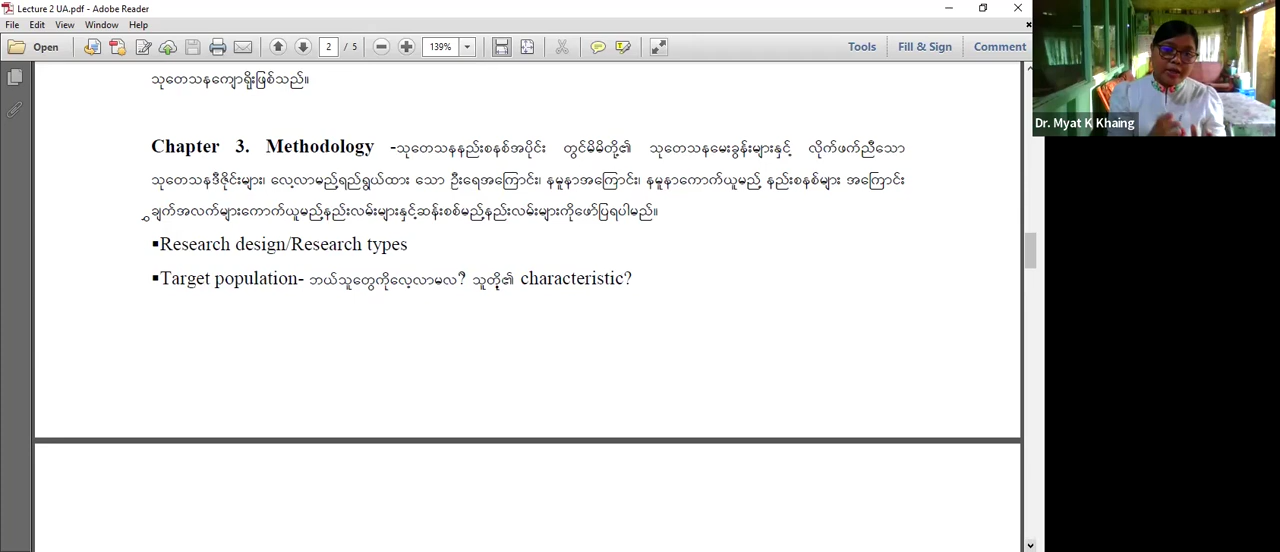 Lecture 2 UA.pdf - Adobe Reader
File Edit View Window Help
Open 2 / 5 139% Tools Fill & Sign Comment
သုတေသနကျောရိုးဖြစ်သည်။
Chapter 3. Methodology -သုတေသနနည်းစနစ်အပိုင်း တွင်မိမိတို့၏ သုတေသနမေးခွန်းများနှင့် လိုက်ဖက်ညီသော
သုတေသနဒီဇိုင်းများ၊ လေ့လာမည့်ရည်ရွယ်ထား သော ဦးရေအကြောင်း၊ နမူနာအကြောင်း၊ နမူနာကောက်ယူမည့် နည်းစနစ်များ အကြောင်း
ချက်အလက်များကောက်ယူမည့်နည်းလမ်းများနှင့်ဆန်းစစ်မည့်နည်းလမ်းများကိုဖော်ပြရပါမည်။
▪Research design/Research types
▪Target population- ဘယ်သူတွေကိုလေ့လာမလဲ? သူတို့၏ characteristic?
Dr. Myat K Khaing